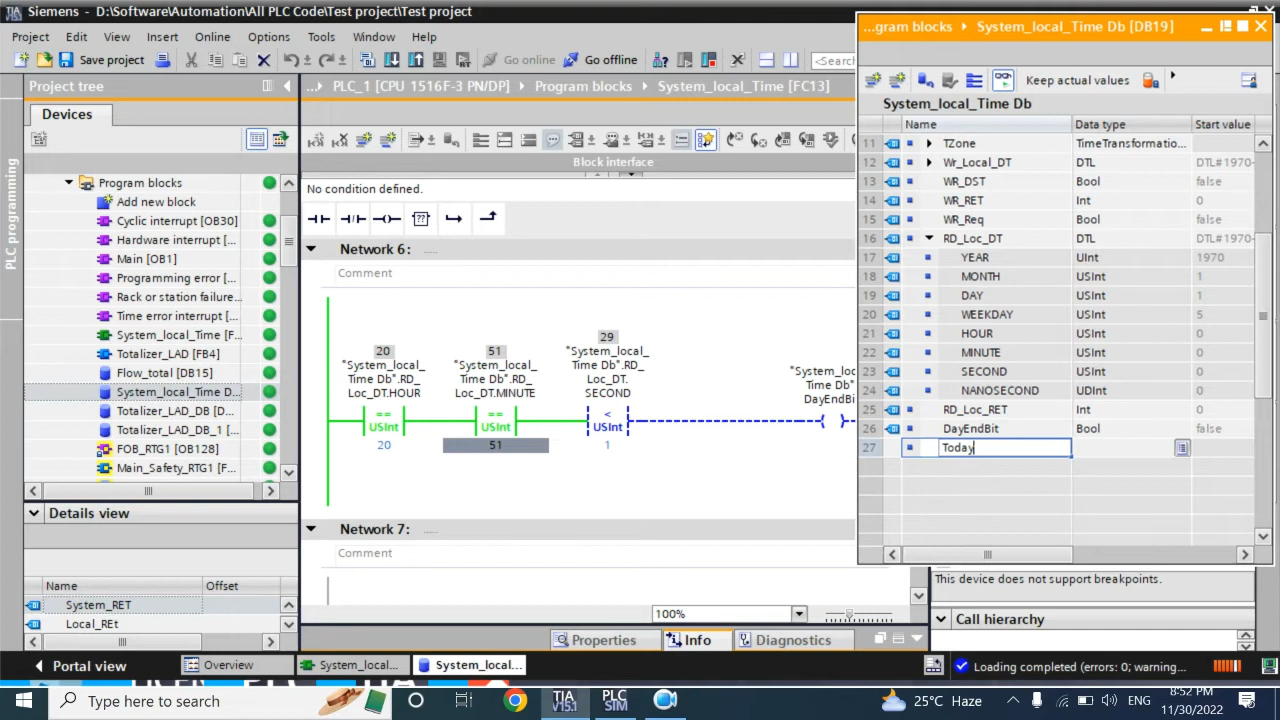 Siemens - D:\Software\Automation\All PLC Code\Test project\Test project
Project Edit View Insert Online Options Tools Window Help
Save project Go online Go offline <Search
Project tree
Devices
PLC programming
Program blocks
Add new block
Cyclic interrupt [OB30]
Hardware interrupt [...
Main [OB1]
Programming error [...
Rack or station failure...
Time error interrupt [...
System_local_Time [F...
Totalizer_LAD [FB4]
Flow_total [DB15]
System_local_Time D...
Totalizer_LAD_DB [D...
Totalizer_LAD_DB_1 [...
FOB_RTG1 [OB128]
Main_Safety_RTG1 [F...
Details view
Name Offset
System_RET
Local_REt
... PLC_1 [CPU 1516F-3 PN/DP] Program blocks System_local_Time [FC13]
Block interface
No condition defined.
??
Network 6: .....
Comment
20
"System_local_
Time Db".RD_
Loc_DT.HOUR
==
USInt
20
51
"System_local_
Time Db".RD_
Loc_DT.MINUTE
==
USInt
51
29
"System_local_
Time Db".RD_
Loc_DT.
SECOND
<
USInt
1
"System_lo
Time Db"
DayEndBit
Network 7: .....
Comment
100%
Properties Info Diagnostics
...gram blocks System_local_Time Db [DB19]
Keep actual values
System_local_Time Db
Name Data type Start value
11 TZone TimeTransformatio...
12 Wr_Local_DT DTL DTL#1970-
13 WR_DST Bool false
14 WR_RET Int 0
15 WR_Req Bool false
16 RD_Loc_DT DTL DTL#1970-
17 YEAR UInt 1970
18 MONTH USInt 1
19 DAY USInt 1
20 WEEKDAY USInt 5
21 HOUR USInt 0
22 MINUTE USInt 0
23 SECOND USInt 0
24 NANOSECOND UDInt 0
25 RD_Loc_RET Int 0
26 DayEndBit Bool false
27 Today
This device does not support breakpoints.
Call hierarchy
Portal view Overview System_local... System_local... Loading completed (errors: 0; warning...
Type here to search
TIA V15.1
PLC SIM
25°C Haze
ENG
8:52 PM
11/30/2022